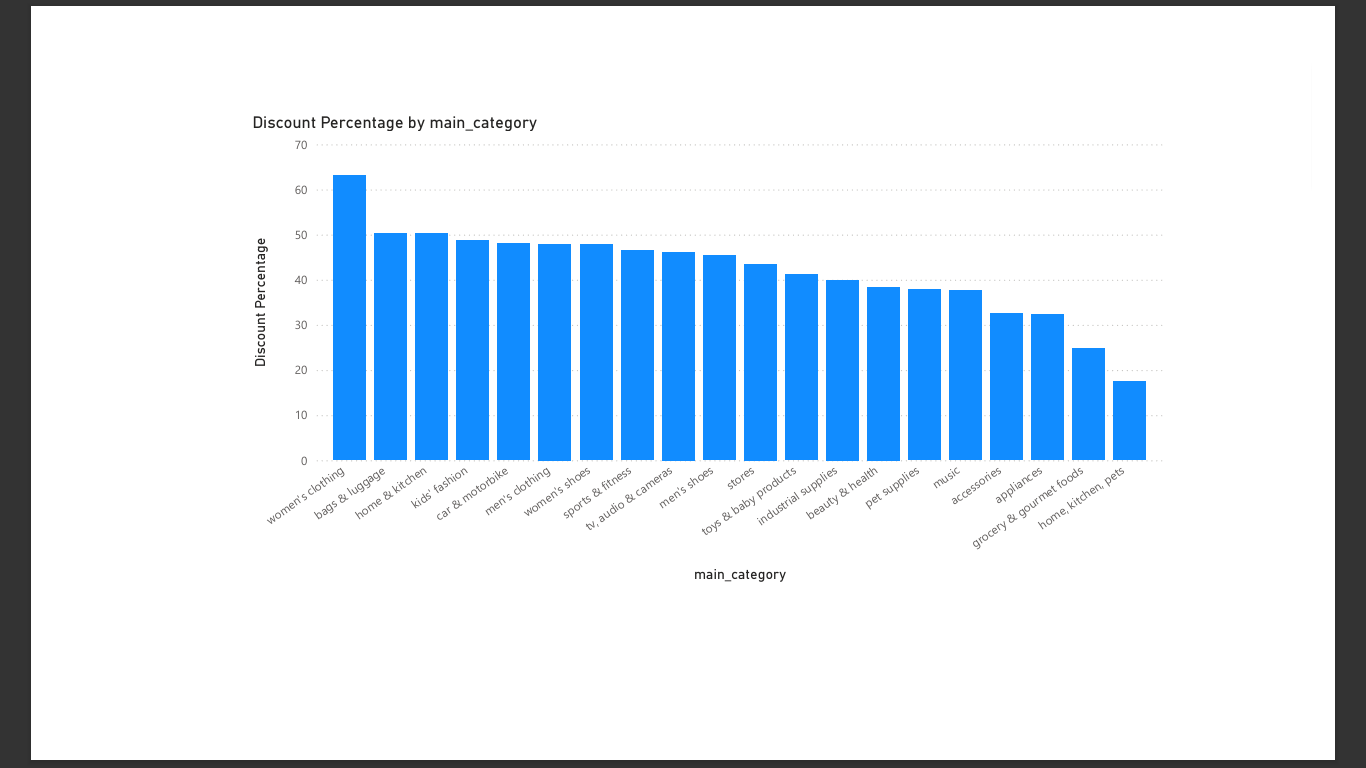 Discount Percentage by main_category
70
60
50
40
30
20
10
0
Discount Percentage
women's clothing
bags & luggage
home & kitchen
kids' fashion
car & motorbike
men's clothing
women's shoes
sports & fitness
tv, audio & cameras
men's shoes
stores
toys & baby products
industrial supplies
beauty & health
pet supplies
music
accessories
appliances
grocery & gourmet foods
home, kitchen, pets
main_category